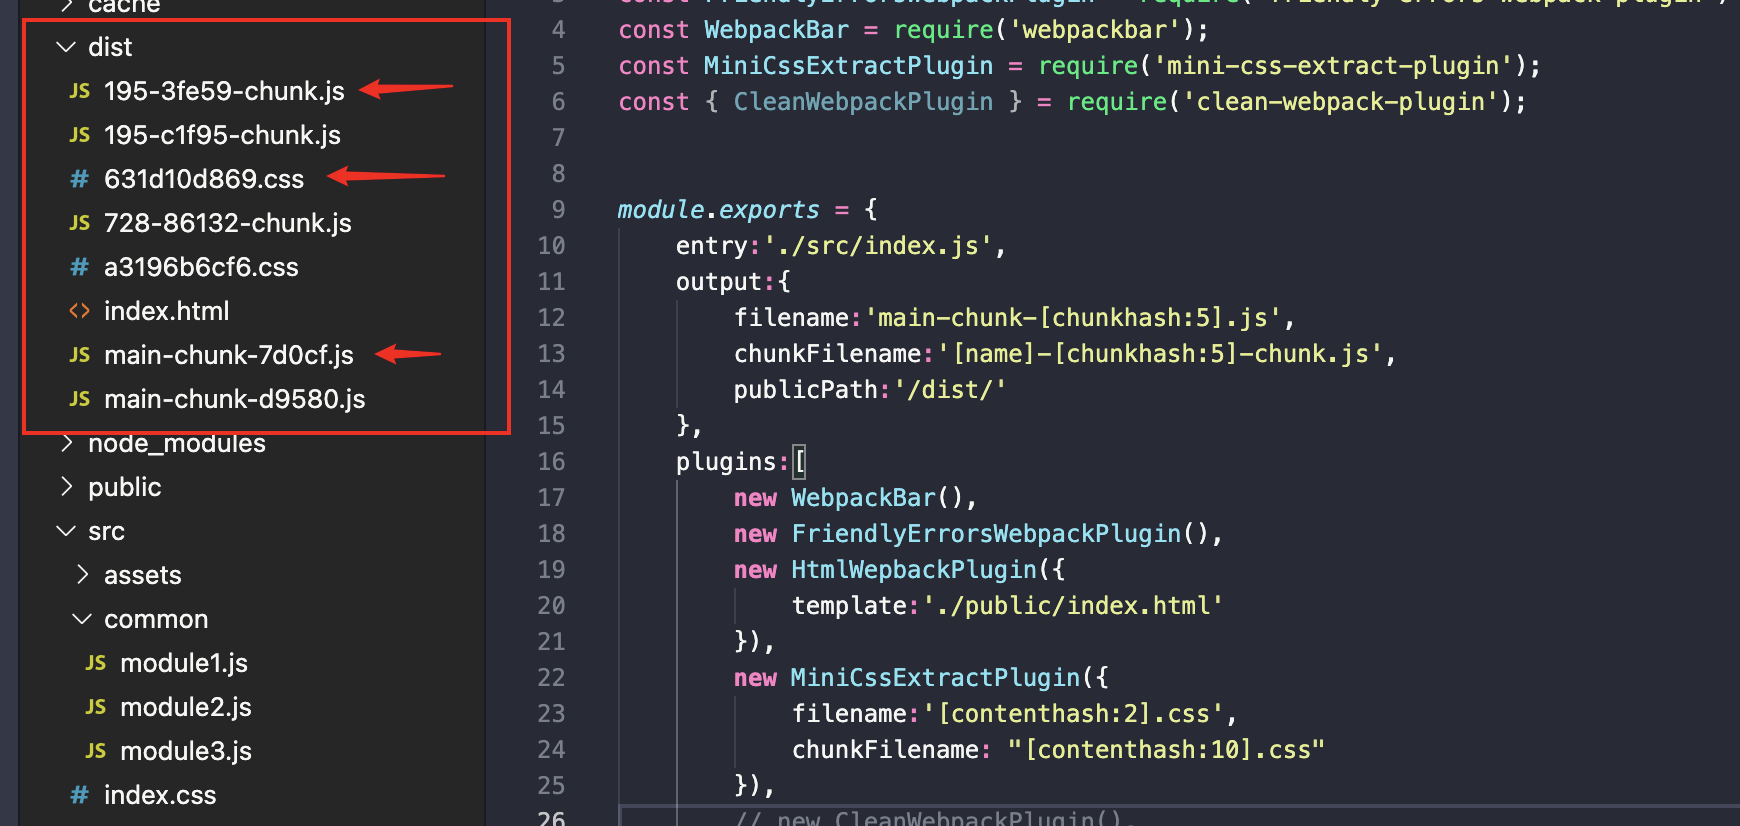 cache
dist
JS 195-3fe59-chunk.js
JS 195-c1f95-chunk.js
# 631d10d869.css
JS 728-86132-chunk.js
# a3196b6cf6.css
<> index.html
JS main-chunk-7d0cf.js
JS main-chunk-d9580.js
node_modules
public
src
assets
common
JS module1.js
JS module2.js
JS module3.js
# index.css
3 const FriendlyErrorsWebpackPlugin = require('friendly-errors-webpack-plugin')
4 const WebpackBar = require('webpackbar');
5 const MiniCssExtractPlugin = require('mini-css-extract-plugin');
6 const { CleanWebpackPlugin } = require('clean-webpack-plugin');
7
8
9 module.exports = {
10 entry:'./src/index.js',
11 output:{
12 filename:'main-chunk-[chunkhash:5].js',
13 chunkFilename:'[name]-[chunkhash:5]-chunk.js',
14 publicPath:'/dist/'
15 },
16 plugins:[
17 new WebpackBar(),
18 new FriendlyErrorsWebpackPlugin(),
19 new HtmlWepbackPlugin({
20 template:'./public/index.html'
21 }),
22 new MiniCssExtractPlugin({
23 filename:'[contenthash:2].css',
24 chunkFilename: "[contenthash:10].css"
25 }),
26 // new CleanWebpackPlugin(),